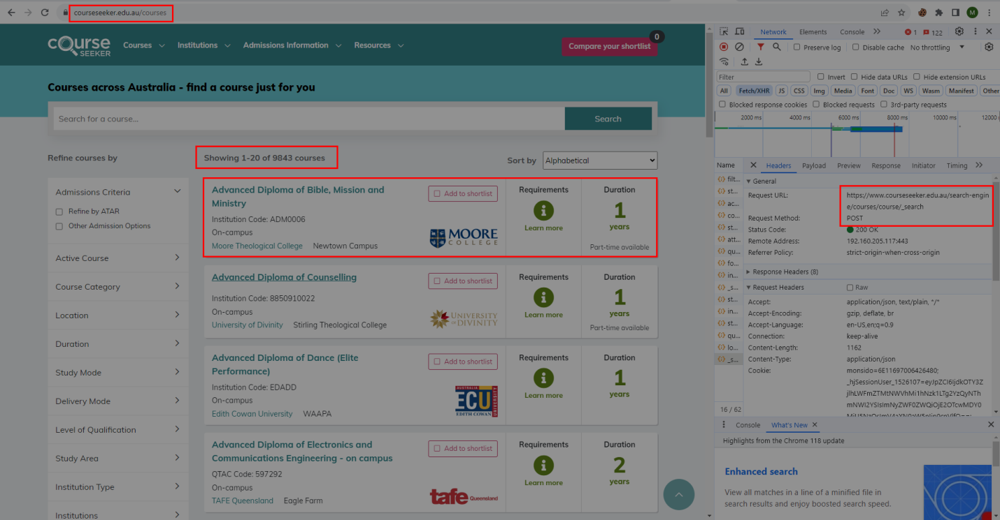 courseseeker.edu.au/courses
M
COURSE
SEEKER
Courses
Institutions
Admissions Information
Resources
Compare your shortlist
0
Courses across Australia - find a course just for you
Search for a course...
Search
Refine courses by
Showing 1-20 of 9843 courses
Sort by
Alphabetical
Admissions Criteria
Refine by ATAR
Other Admission Options
Active Course
Course Category
Location
Duration
Study Mode
Delivery Mode
Level of Qualification
Study Area
Institution Type
Institutions
Advanced Diploma of Bible, Mission and
Ministry
Institution Code: ADM0006
On-campus
Moore Theological College Newtown Campus
Add to shortlist
MOORE
COLLEGE
Requirements
Learn more
Duration
1
years
Part-time available
Advanced Diploma of Counselling
Institution Code: 8850910022
On-campus
University of Divinity Stirling Theological College
Add to shortlist
UNIVERSITY
OF DIVINITY
Requirements
Learn more
Duration
1
years
Part-time available
Advanced Diploma of Dance (Elite
Performance)
Institution Code: EDADD
On-campus
Edith Cowan University WAAPA
Add to shortlist
AUSTRALIA
ECU
UNIVERSITY
EDITH COWAN
Requirements
Learn more
Duration
1
years
Advanced Diploma of Electronics and
Communications Engineering - on campus
QTAC Code: 597292
On-campus
TAFE Queensland Eagle Farm
Add to shortlist
tafe Queensland
Requirements
Learn more
Duration
2
years
Network Elements Console 1 122
Preserve log Disable cache No throttling
Filter Invert Hide data URLs Hide extension URLs
All Fetch/XHR JS CSS Img Media Font Doc WS Wasm Manifest Other
Blocked response cookies Blocked requests 3rd-party requests
2000 ms 4000 ms 6000 ms 8000 ms 10000 ms 12000
Name
filt...
st...
ac...
co...
st...
att...
qu...
fo...
in...
_s...
st...
in...
st...
qu...
lo...
_s...
16 / 62
Headers Payload Preview Response Initiator Timing
General
Request URL: https://www.courseseeker.edu.au/search-engin
e/courses/course/_search
Request Method: POST
Status Code: 200 OK
Remote Address: 192.160.205.117:443
Referrer Policy: strict-origin-when-cross-origin
Response Headers (8)
Request Headers Raw
Accept: application/json, text/plain, */*
Accept-Encoding: gzip, deflate, br
Accept-Language: en-US,en;q=0.9
Connection: keep-alive
Content-Length: 1162
Content-Type: application/json
Cookie: monsido=6E11697006426480;
Console What's New
Highlights from the Chrome 118 update
Enhanced search
View all matches in a line of a minified file in
search results and enjoy boosted search speed.